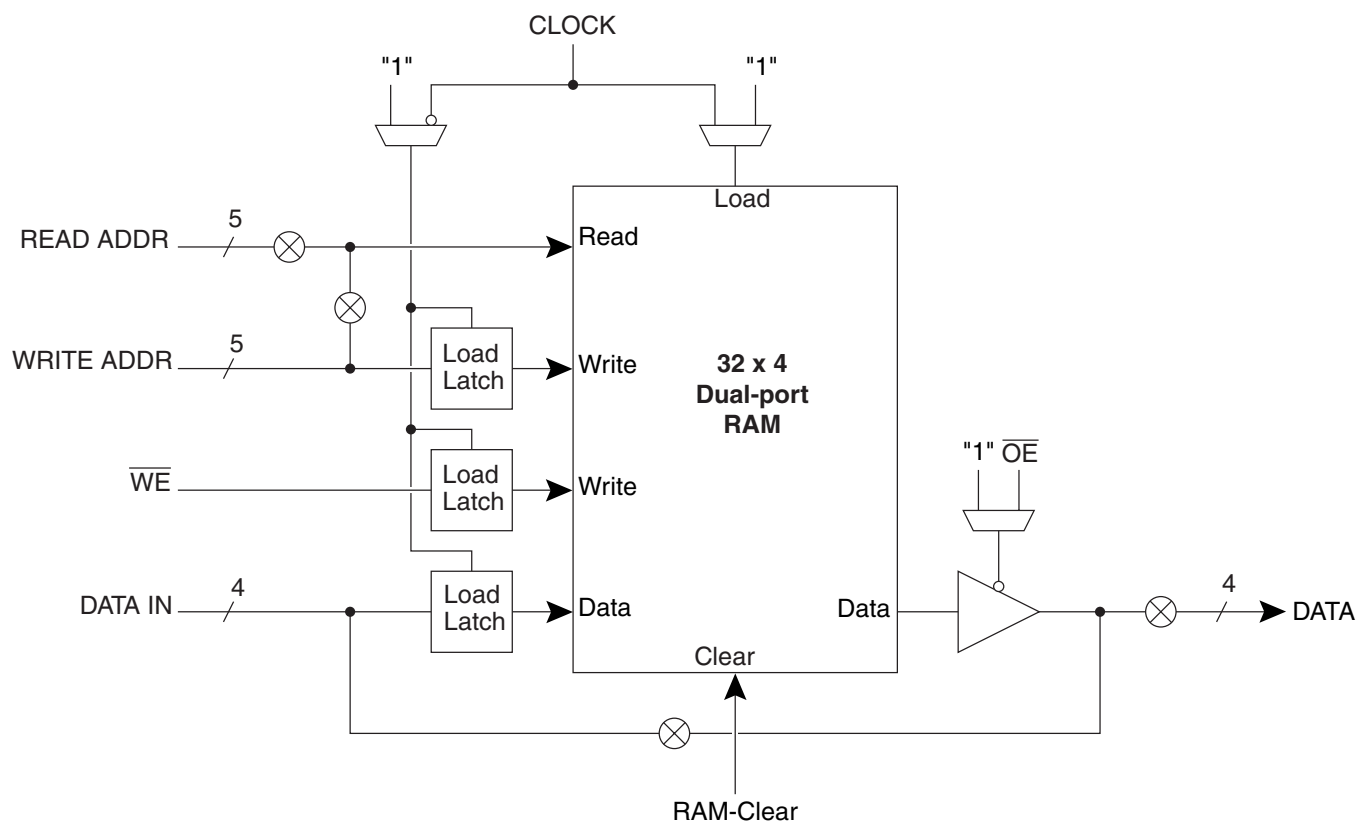 CLOCK
"1"
"1"
Load
READ ADDR
5
Read
WRITE ADDR
5
Load
Latch
Write
32 x 4
Dual-port
RAM
WE
Load
Latch
Write
"1" OE
DATA IN
4
Load
Latch
Data
Data
4
DATA
Clear
RAM-Clear